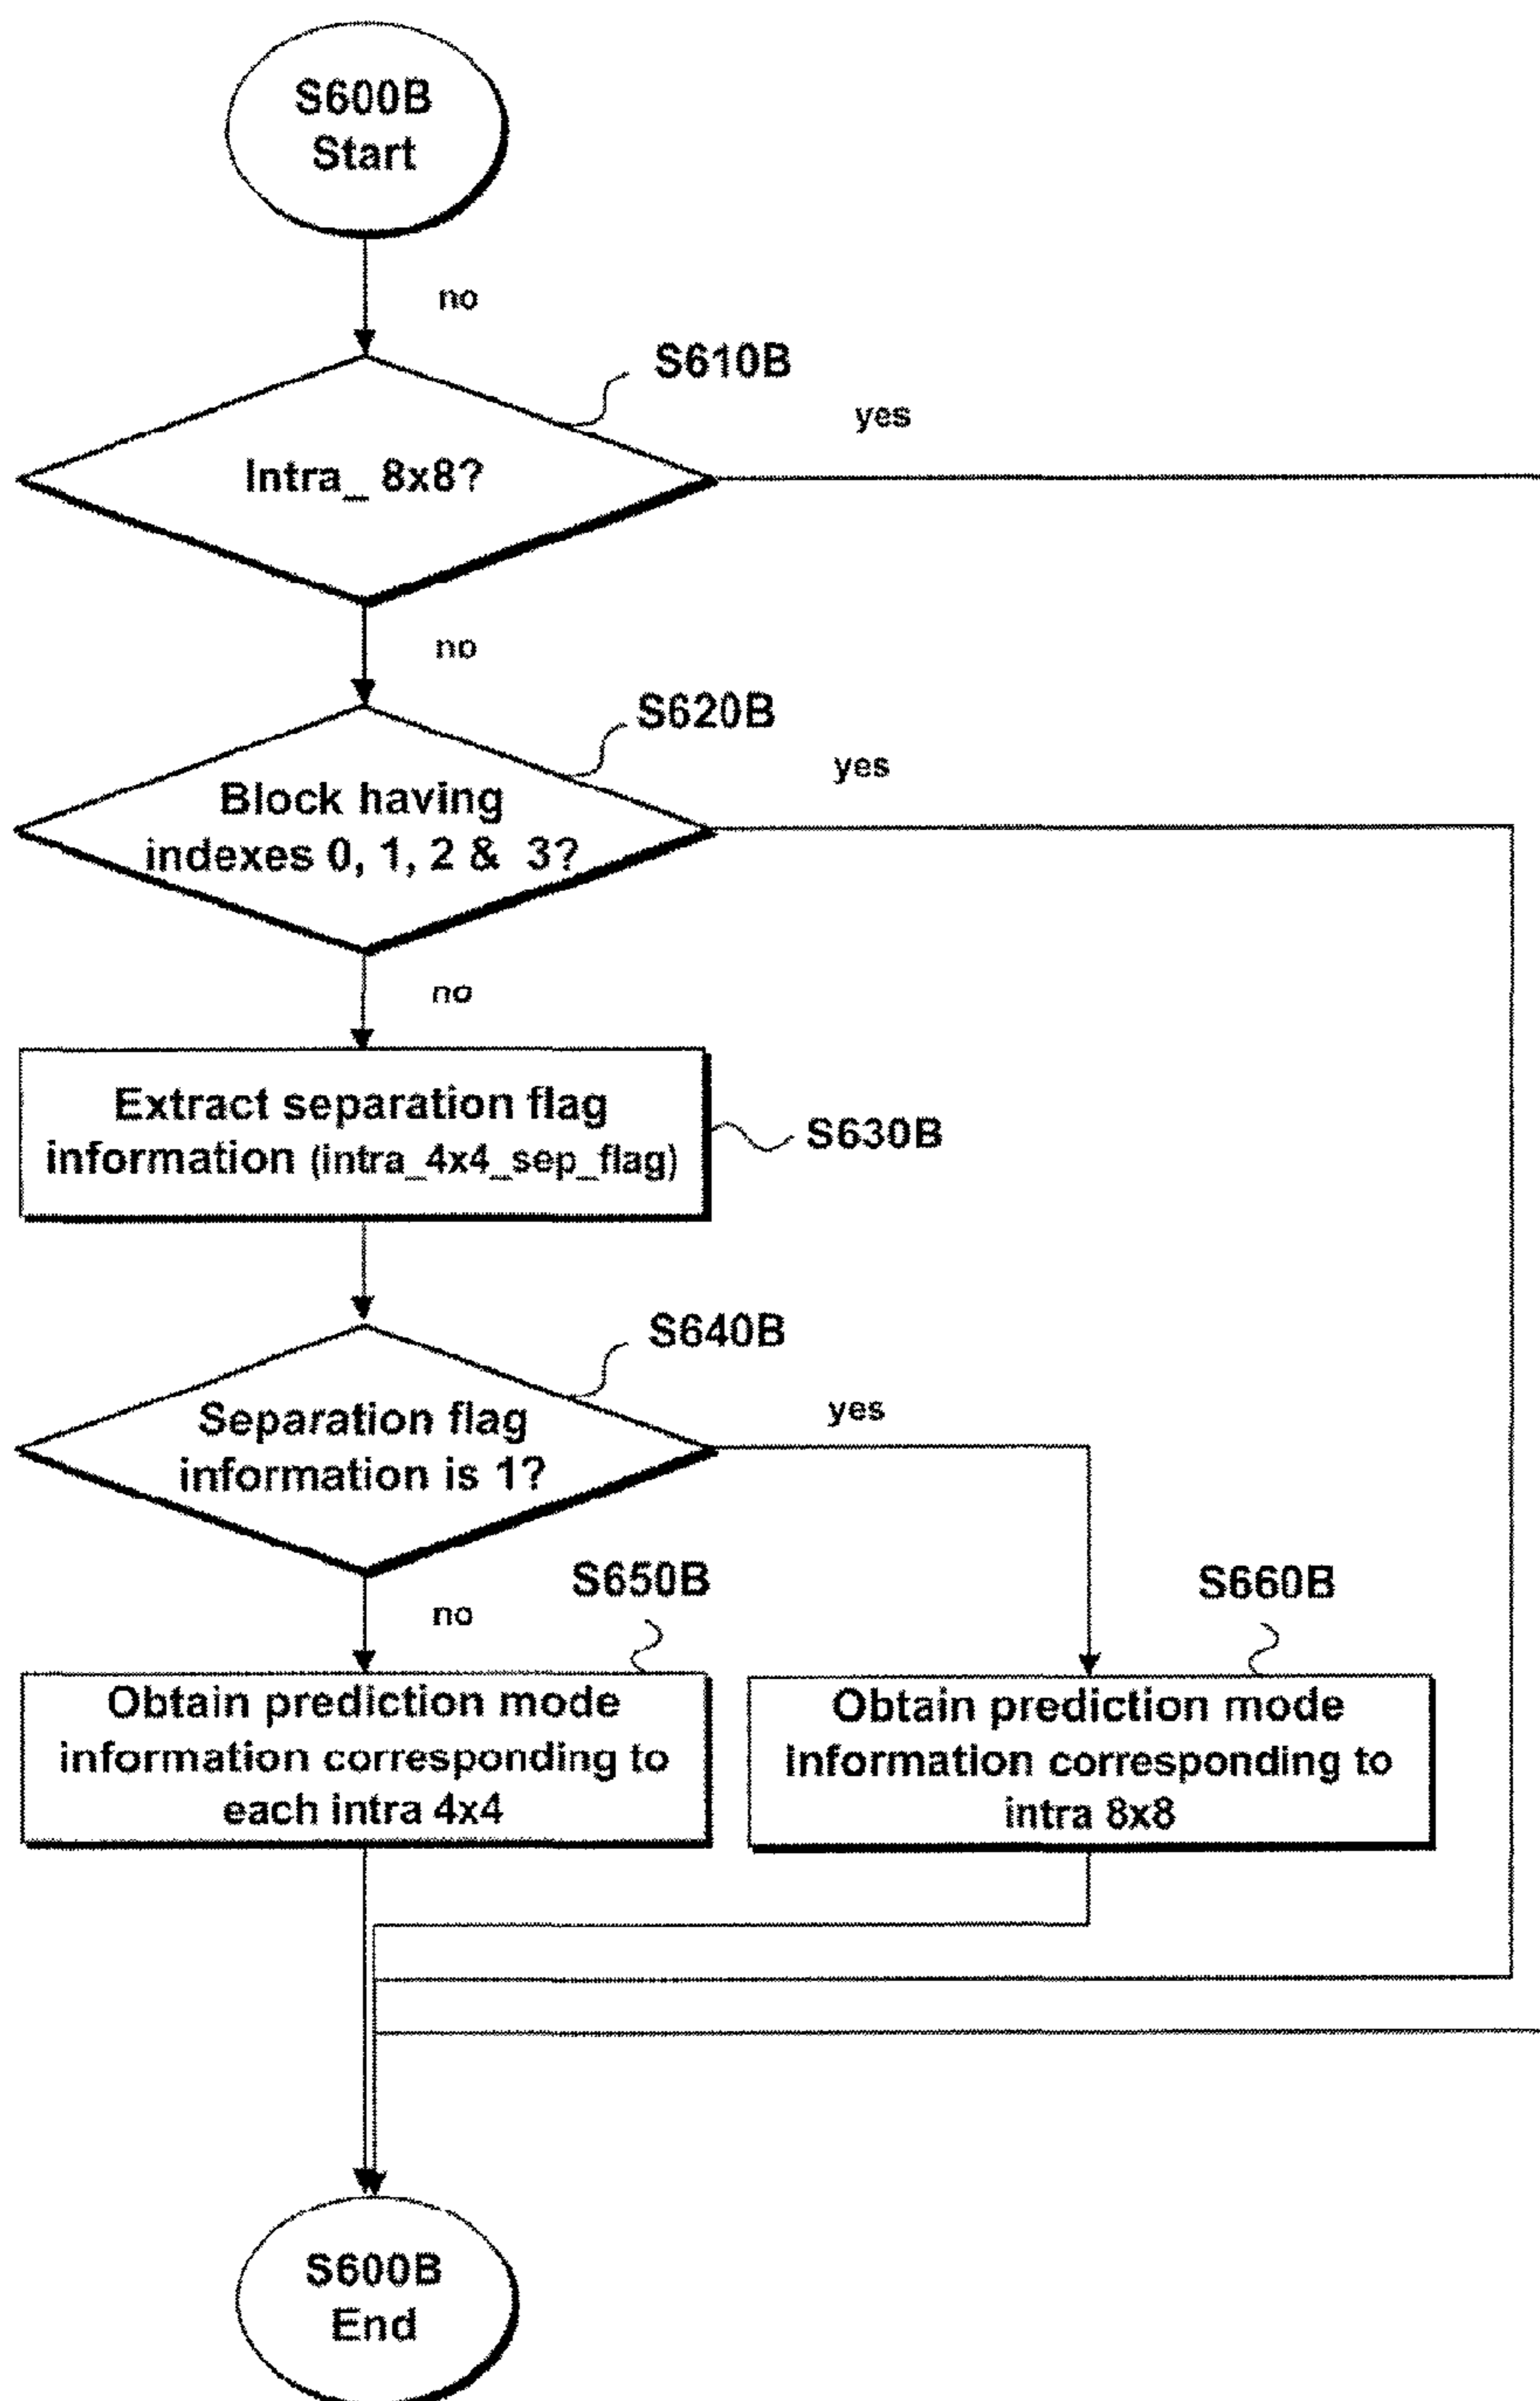 S600B
Start
no
S610B
yes
Intra_ 8x8?
no
S620B
yes
Block having
indexes 0, 1, 2 & 3?
no
Extract separation flag
information (intra_4x4_sep_flag)
S630B
S640B
yes
Separation flag
information is 1?
no
S650B
S660B
Obtain prediction mode
information corresponding to
each intra 4x4
Obtain prediction mode
information corresponding to
intra 8x8
S600B
End